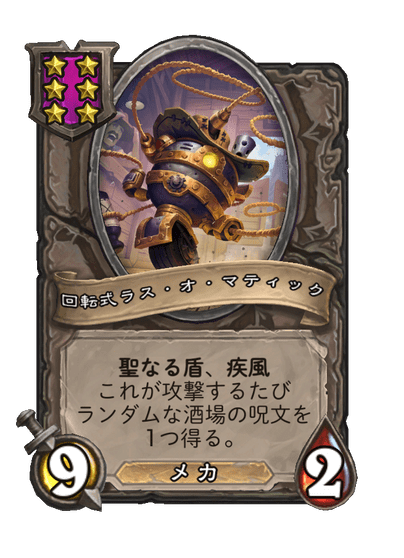 回転式ラス・オ・マティック
聖なる盾、疾風
これが攻撃するたび
ランダムな酒場の呪文を
1つ得る。
9
メカ
2